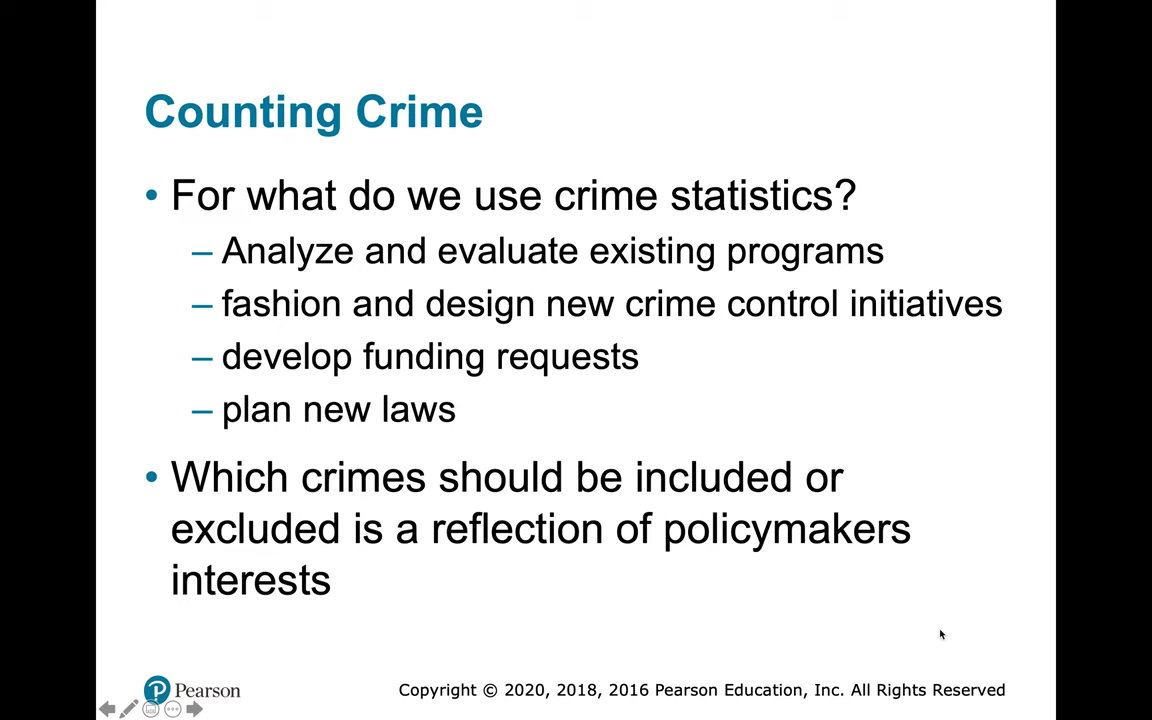 Counting Crime
• For what do we use crime statistics?
– Analyze and evaluate existing programs
– fashion and design new crime control initiatives
– develop funding requests
– plan new laws
• Which crimes should be included or
excluded is a reflection of policymakers
interests
Pearson
Copyright © 2020, 2018, 2016 Pearson Education, Inc. All Rights Reserved